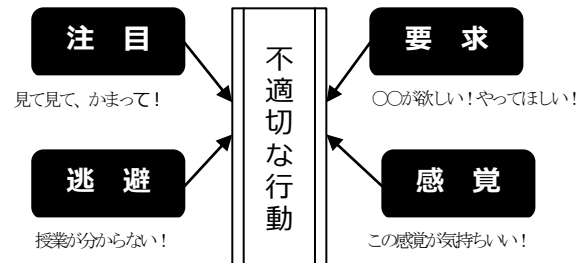 注 目
見て見て、かまって！
逃 避
授業が分からない！
不適切な行動
要 求
〇〇が欲しい！やってほしい！
感 覚
この感覚が気持ちいい！